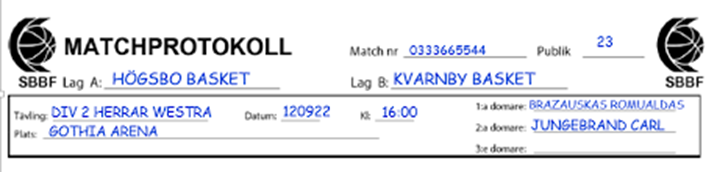 MATCHPROTOKOLL Match nr 0333665544 Publik 23
SBBF Lag A: HÖGSBO BASKET Lag B: KVARNBY BASKET SBBF
Tävling: DIV 2 HERRAR WESTRA Datum: 120922 Kl: 16:00 1:a domare: BRAZAUSKAS ROMUALDAS
Plats: GOTHIA ARENA 2:a domare: JUNGEBRAND CARL
3:e domare: